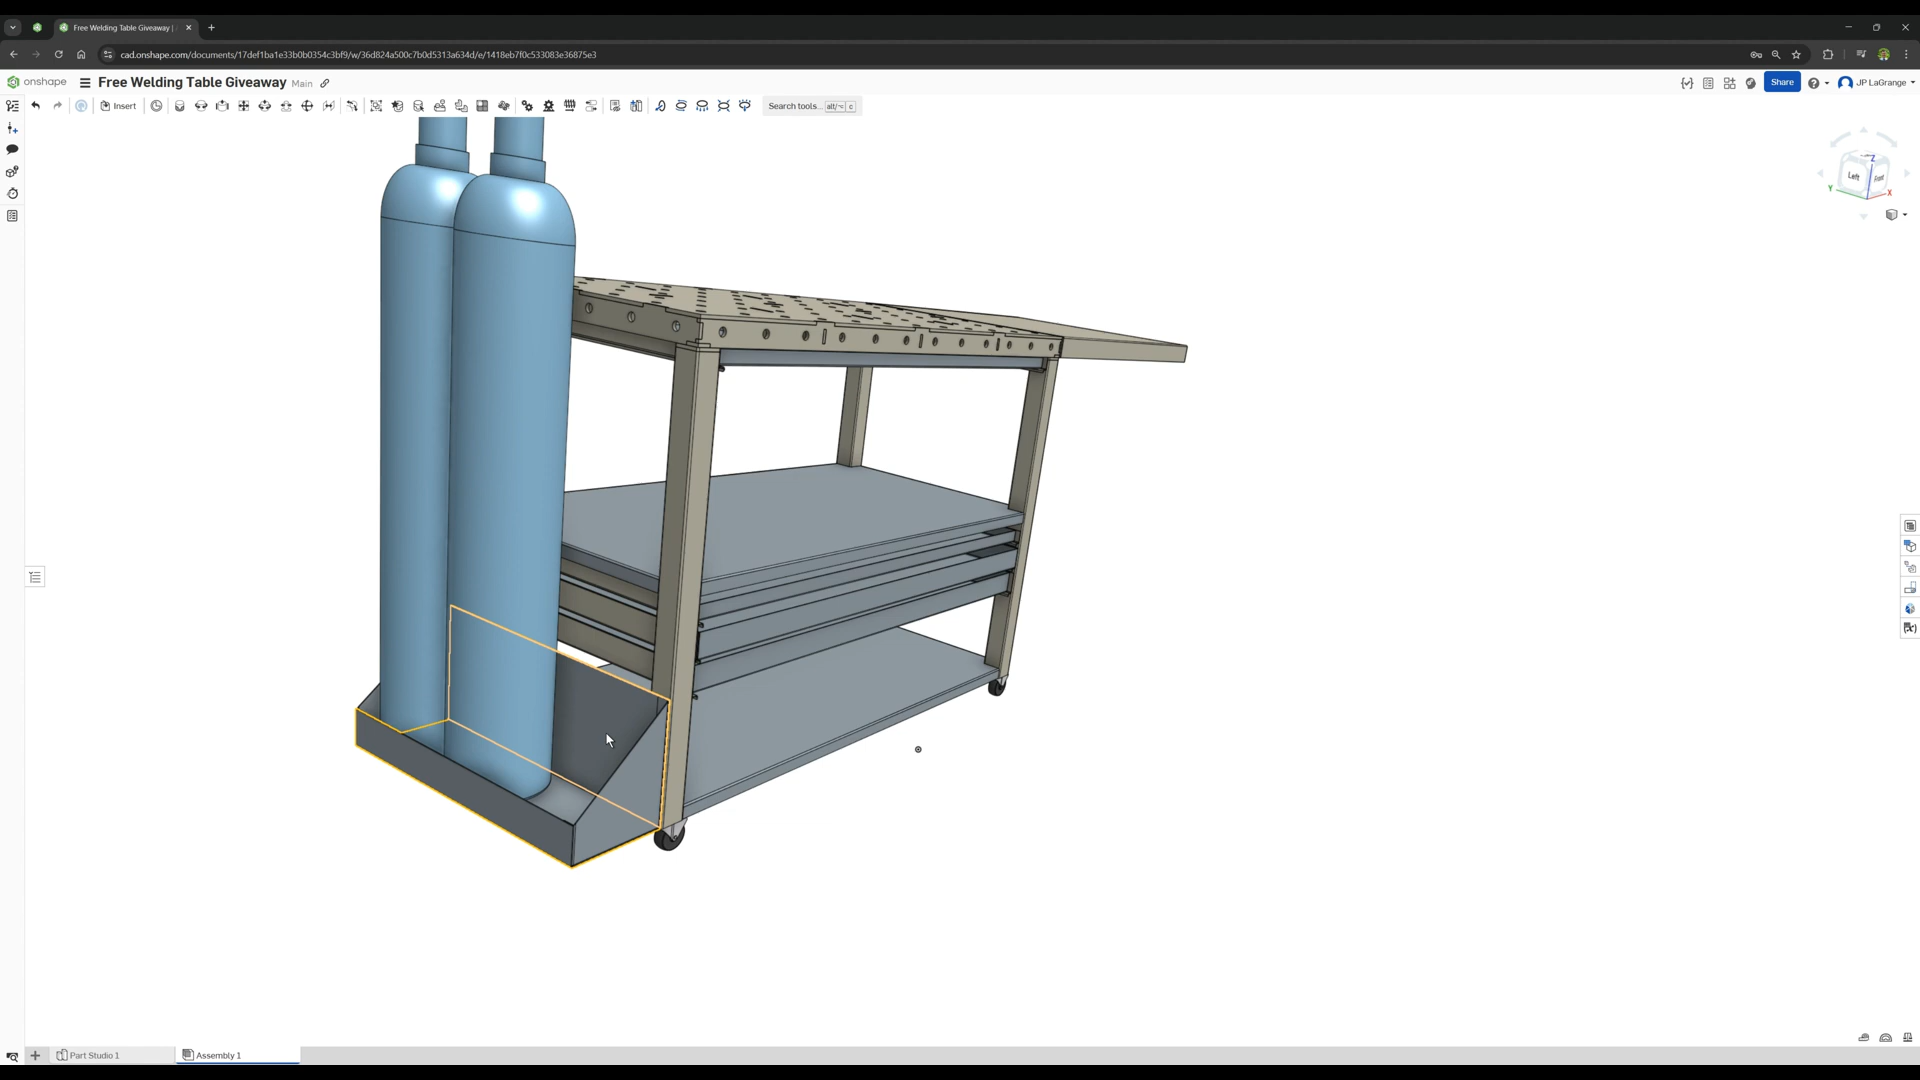 Free Welding Table Giveaway |
cad.onshape.com/documents/17def1ba1e33b0b0354c3bf9/w/36d824a500c7b0d5313a634d/e/1418eb7f0c533083e36875e3
onshape
Free Welding Table Giveaway Main
Share
JP LaGrange
Insert
Search tools... alt/⌥ c
Z
Left
Front
Y
X
Part Studio 1
Assembly 1